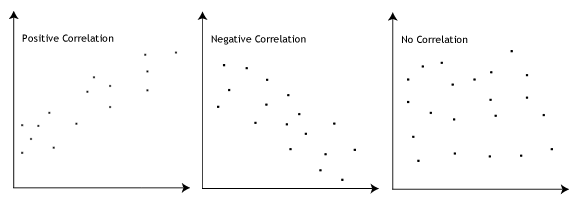 Positive Correlation
Negative Correlation
No Correlation